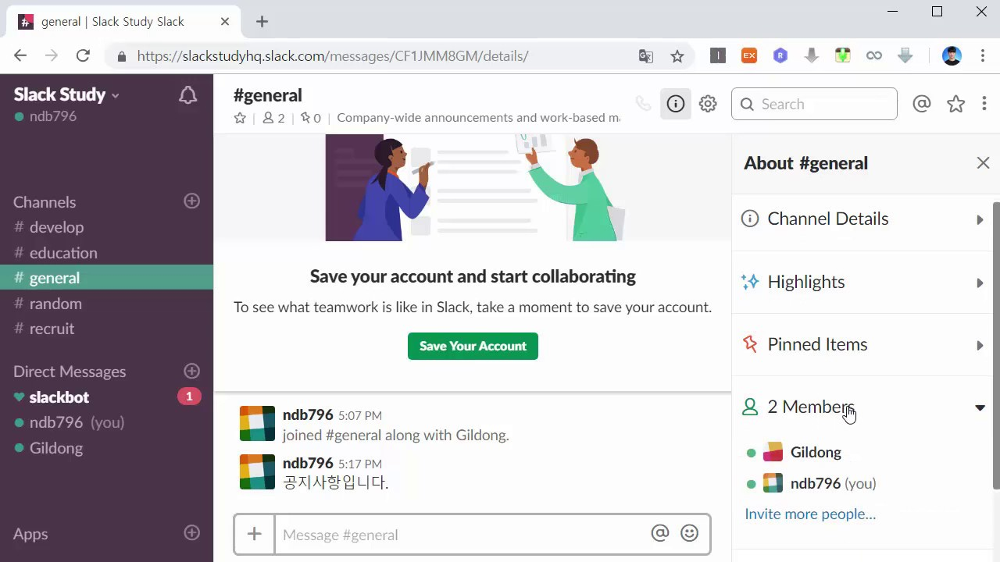 general | Slack Study Slack
https://slackstudyhq.slack.com/messages/CF1JMM8GM/details/
EX
R
Slack Study
ndb796
Channels
# develop
# education
# general
# random
# recruit
Direct Messages
slackbot 1
ndb796 (you)
Gildong
Apps
#general
2 | 0 | Company-wide announcements and work-based
Search
Save your account and start collaborating
To see what teamwork is like in Slack, take a moment to save your account.
Save Your Account
ndb796 5:07 PM
joined #general along with Gildong.
ndb796 5:17 PM
공지사항입니다.
Message #general
About #general
Channel Details
Highlights
Pinned Items
2 Members
Gildong
ndb796 (you)
Invite more people...